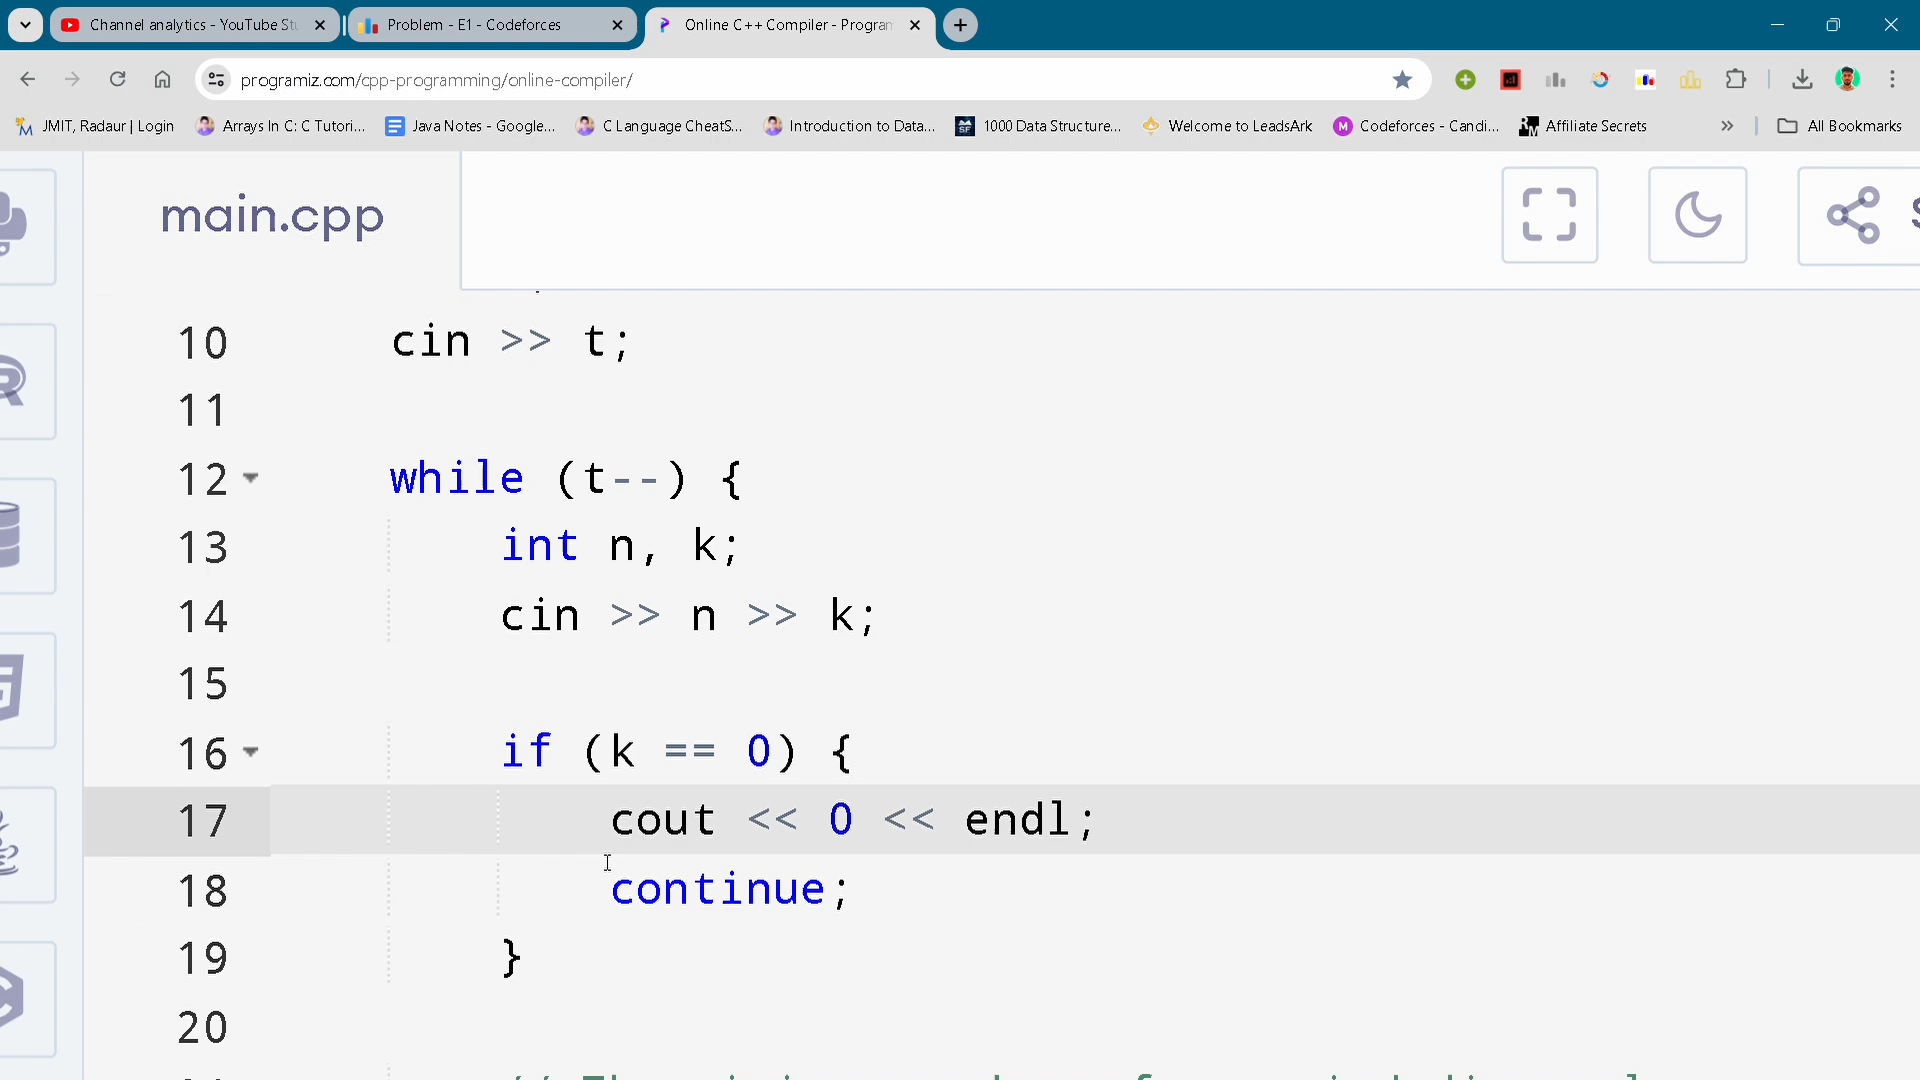 Channel analytics - YouTube Stu
Problem - E1 - Codeforces
Online C++ Compiler - Program
programiz.com/cpp-programming/online-compiler/
JMIT, Radaur | Login
Arrays In C: C Tutori...
Java Notes - Google...
C Language CheatS...
Introduction to Data...
1000 Data Structure...
Welcome to LeadsArk
Codeforces - Candi...
Affiliate Secrets
All Bookmarks
main.cpp
10 cin >> t;
11
12 while (t--) {
13 int n, k;
14 cin >> n >> k;
15
16 if (k == 0) {
17 cout << 0 << endl;
18 continue;
19 }
20